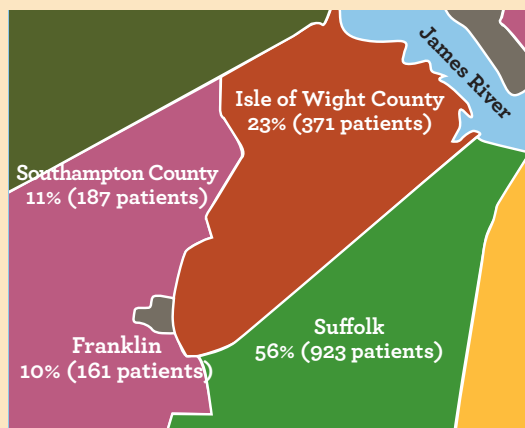 James River
Isle of Wight County
23% (371 patients)
Southampton County
11% (187 patients)
Franklin
10% (161 patients)
Suffolk
56% (923 patients)